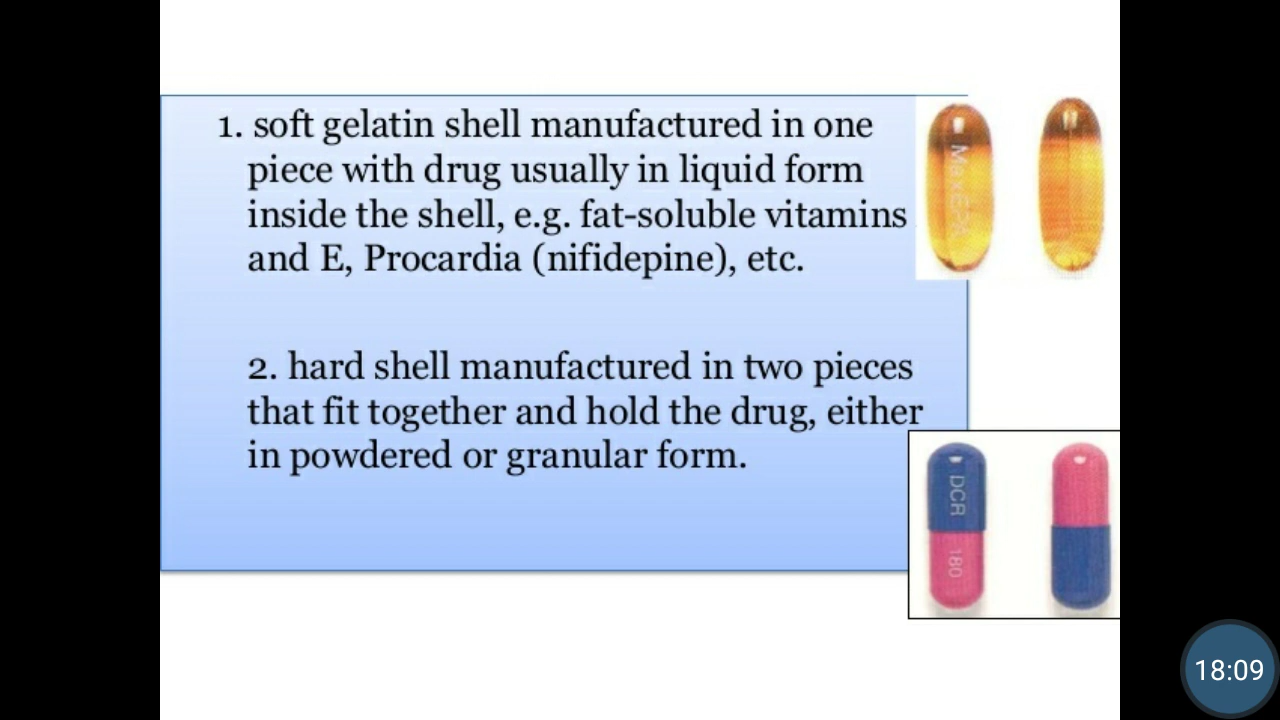 1. soft gelatin shell manufactured in one
piece with drug usually in liquid form
inside the shell, e.g. fat-soluble vitamins
and E, Procardia (nifidepine), etc.
2. hard shell manufactured in two pieces
that fit together and hold the drug, either
in powdered or granular form.
MaxEPA
DCR
180
18:09